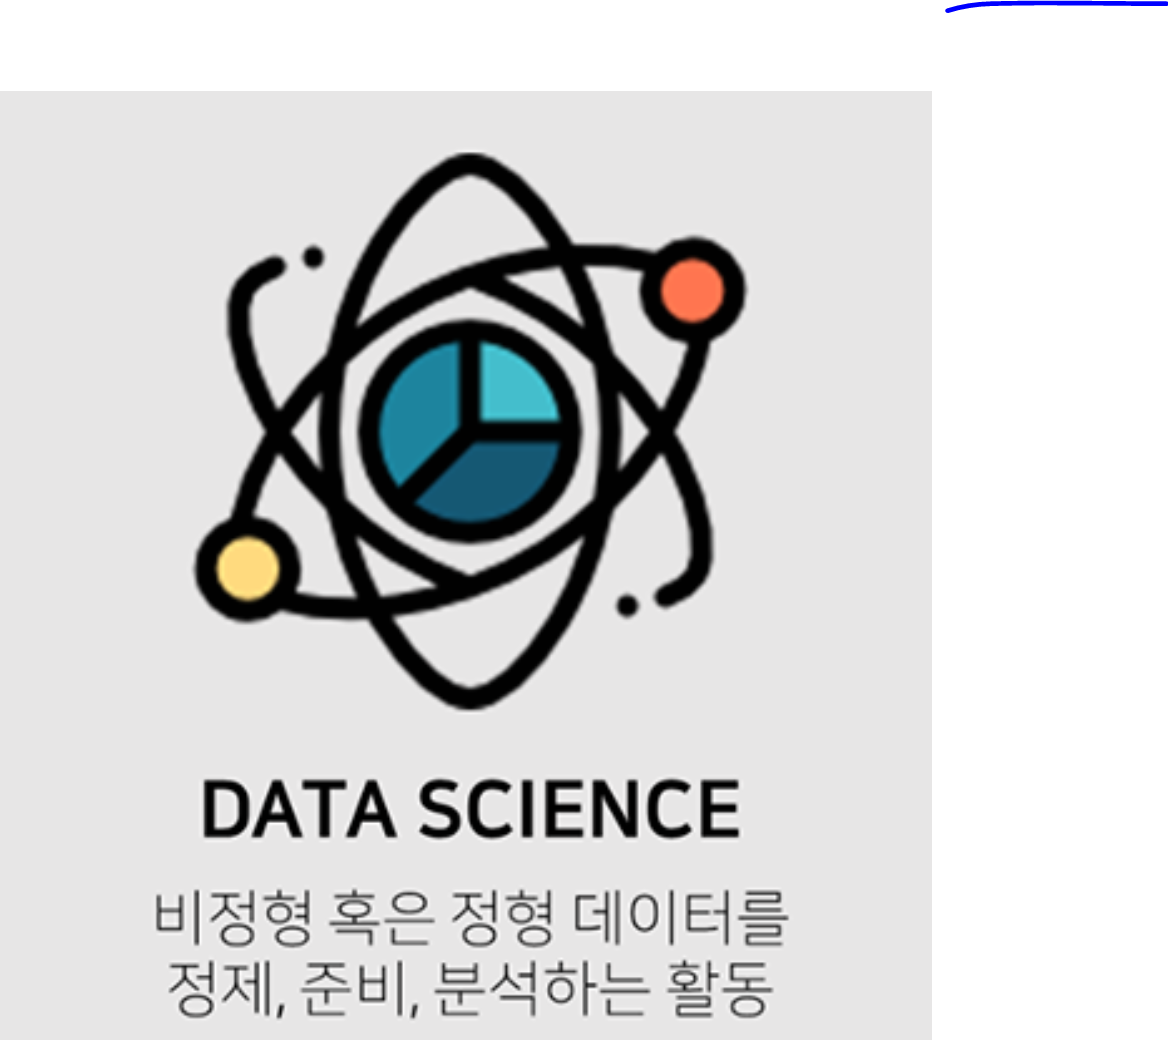 DATA SCIENCE
비정형 혹은 정형 데이터를
정제, 준비, 분석하는 활동